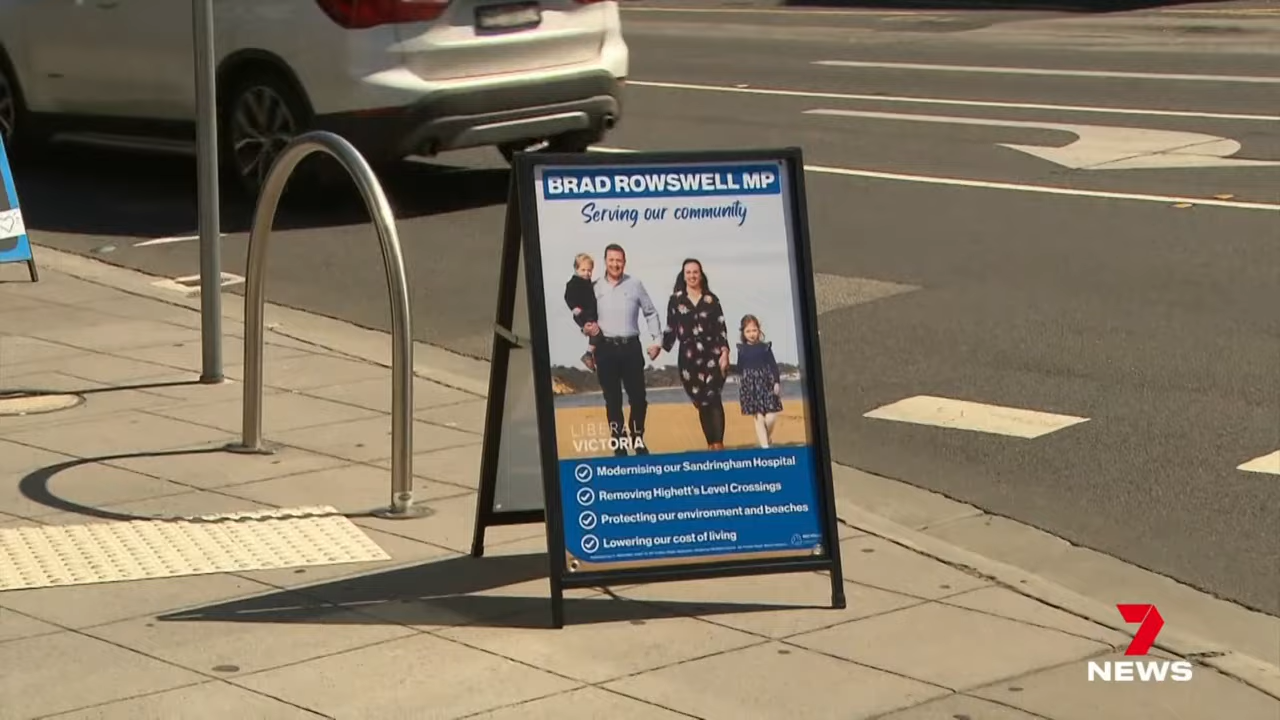 BRAD ROWSWELL MP
Serving our community
LIBERAL
VICTORIA
Modernising our Sandringham Hospital
Removing Highett's Level Crossings
Protecting our environment and beaches
Lowering our cost of living
7
NEWS